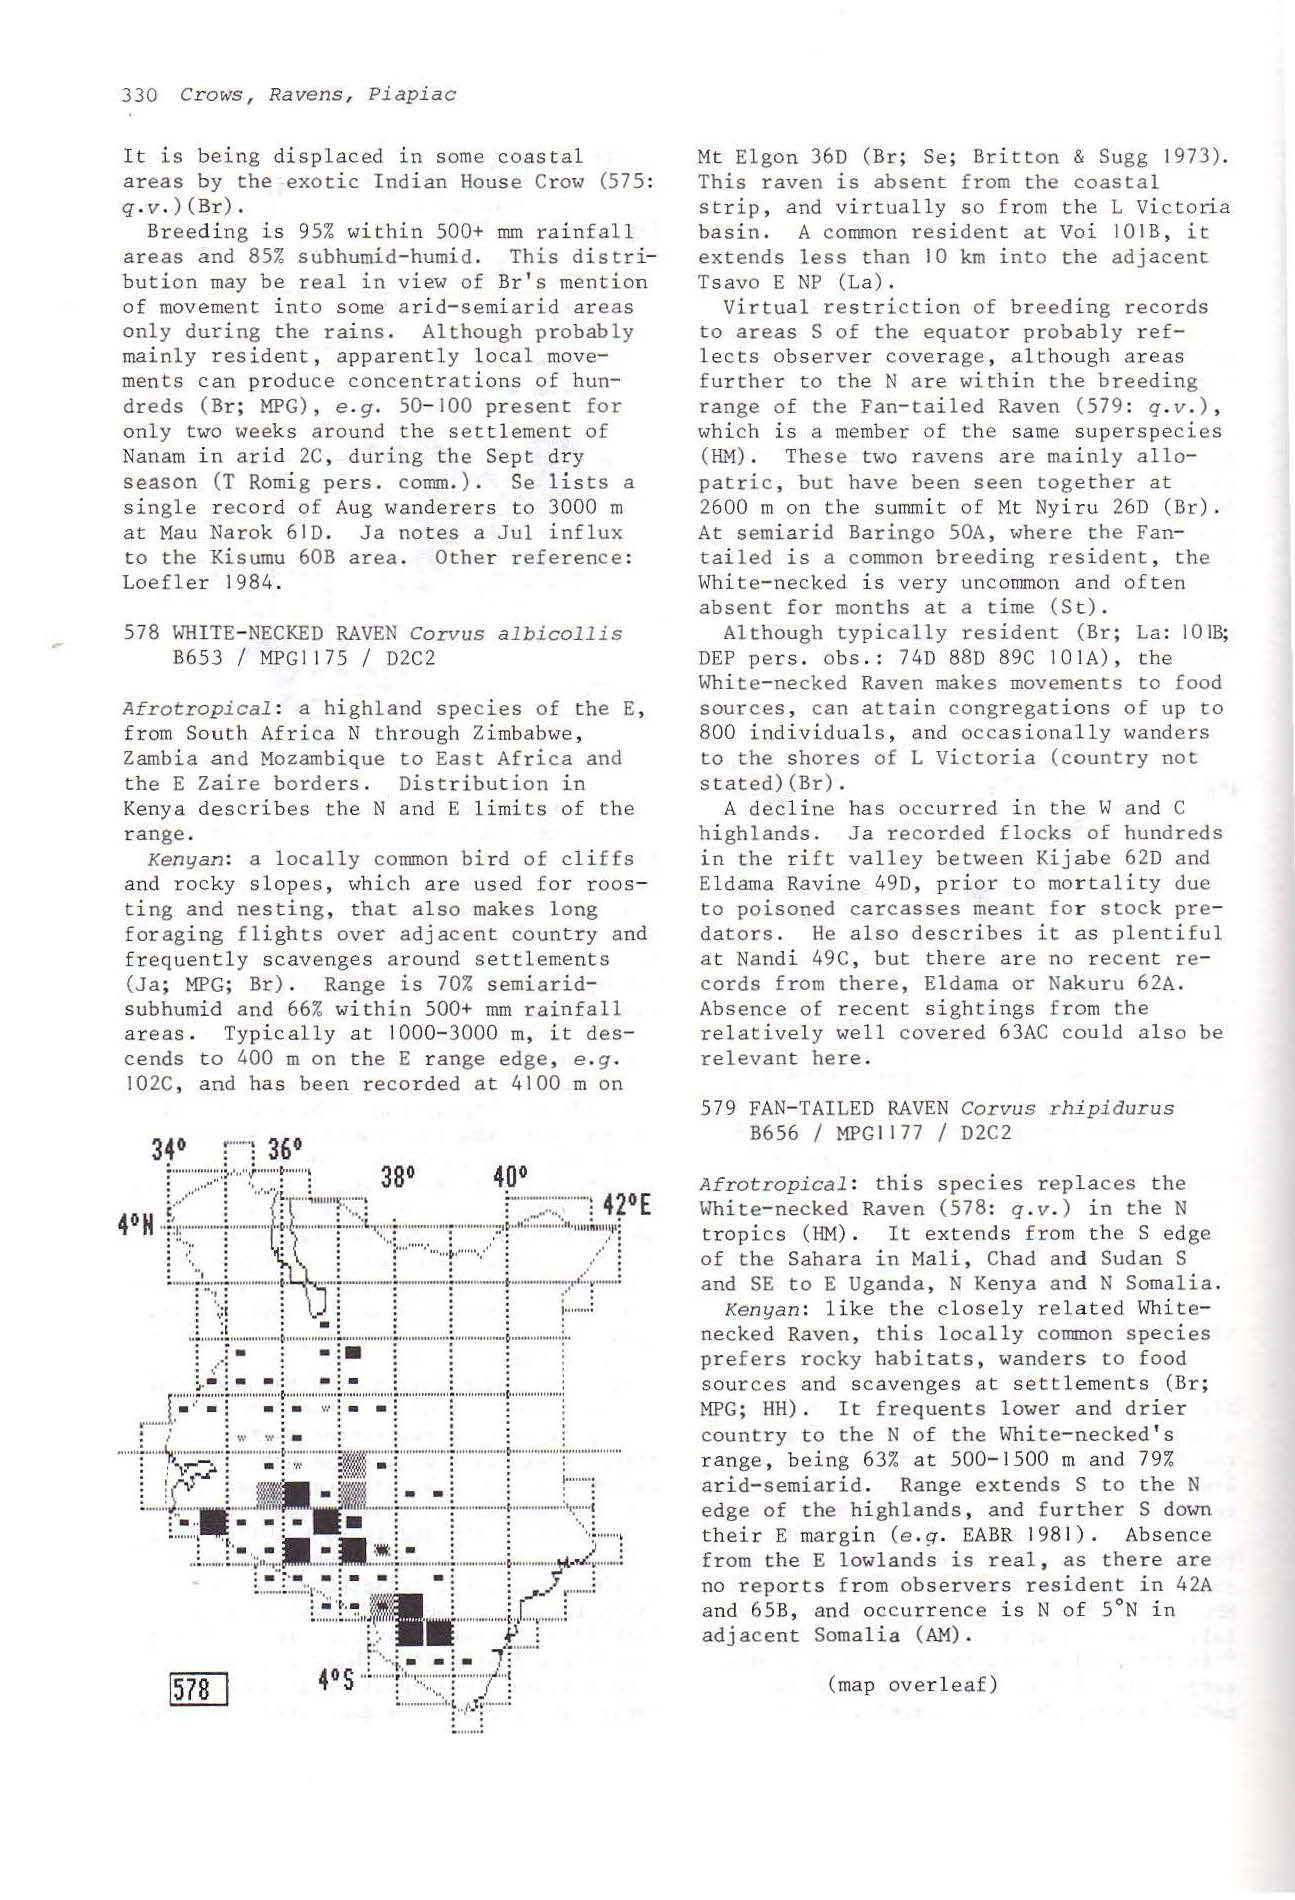 330 Crows, Ravens, Piapiac
It is being displaced in some coastal
areas by the exotic Indian House Crow (575:
q.v.)(Br).
Breeding is 95% within 500+ mm rainfall
areas and 85% subhumid-humid. This distri-
bution may be real in view of Br's mention
of movement into some arid-semiarid areas
only during the rains. Although probably
mainly resident, apparently local move-
ments can produce concentrations of hun-
dreds (Br; MPG), e.g. 50-100 present for
only two weeks around the settlement of
Nanam in arid 2C, during the Sept dry
season (T Romig pers. comm.). Se lists a
single record of Aug wanderers to 3000 m
at Mau Narok 61D. Ja notes a Jul influx
to the Kisumu 60B area. Other reference:
Loefler 1984.
578 WHITE-NECKED RAVEN Corvus albicollis
B653 / MPG1175 / D2C2
Afrotropical: a highland species of the E,
from South Africa N through Zimbabwe,
Zambia and Mozambique to East Africa and
the E Zaire borders. Distribution in
Kenya describes the N and E limits of the
range.
Kenyan: a locally common bird of cliffs
and rocky slopes, which are used for roos-
ting and nesting, that also makes long
foraging flights over adjacent country and
frequently scavenges around settlements
(Ja; MPG; Br). Range is 70% semiarid-
subhumid and 66% within 500+ mm rainfall
areas. Typically at 1000-3000 m, it des-
cends to 400 m on the E range edge, e.g.
102C, and has been recorded at 4100 m on
34° 36°
38° 40°
42°E
4°N
4°S
578
Mt Elgon 36D (Br; Se; Britton & Sugg 1973).
This raven is absent from the coastal
strip, and virtually so from the L Victoria
basin. A common resident at Voi 101B, it
extends less than 10 km into the adjacent
Tsavo E NP (La).
Virtual restriction of breeding records
to areas S of the equator probably ref-
lects observer coverage, although areas
further to the N are within the breeding
range of the Fan-tailed Raven (579: q.v.),
which is a member of the same superspecies
(HM). These two ravens are mainly allo-
patric, but have been seen together at
2600 m on the summit of Mt Nyiru 26D (Br).
At semiarid Baringo 50A, where the Fan-
tailed is a common breeding resident, the
White-necked is very uncommon and often
absent for months at a time (St).
Although typically resident (Br; La: 101B;
DEP pers. obs.: 74D 88D 89C 101A), the
White-necked Raven makes movements to food
sources, can attain congregations of up to
800 individuals, and occasionally wanders
to the shores of L Victoria (country not
stated)(Br).
A decline has occurred in the W and C
highlands. Ja recorded flocks of hundreds
in the rift valley between Kijabe 62D and
Eldama Ravine 49D, prior to mortality due
to poisoned carcasses meant for stock pre-
dators. He also describes it as plentiful
at Nandi 49C, but there are no recent re-
cords from there, Eldama or Nakuru 62A.
Absence of recent sightings from the
relatively well covered 63AC could also be
relevant here.
579 FAN-TAILED RAVEN Corvus rhipidurus
B656 / MPG1177 / D2C2
Afrotropical: this species replaces the
White-necked Raven (578: q.v.) in the N
tropics (HM). It extends from the S edge
of the Sahara in Mali, Chad and Sudan S
and SE to E Uganda, N Kenya and N Somalia.
Kenyan: like the closely related White-
necked Raven, this locally common species
prefers rocky habitats, wanders to food
sources and scavenges at settlements (Br;
MPG; HH). It frequents lower and drier
country to the N of the White-necked's
range, being 63% at 500-1500 m and 79%
arid-semiarid. Range extends S to the N
edge of the highlands, and further S down
their E margin (e.g. EABR 1981). Absence
from the E lowlands is real, as there are
no reports from observers resident in 42A
and 65B, and occurrence is N of 5°N in
adjacent Somalia (AM).
(map overleaf)